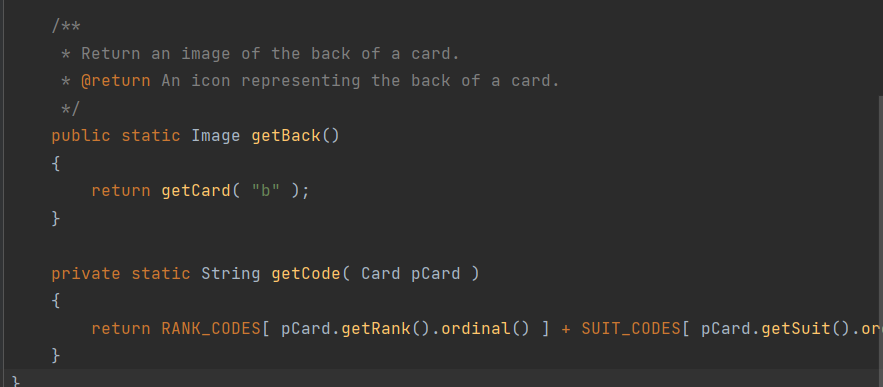 /**
* Return an image of the back of a card.
* @return An icon representing the back of a card.
*/
public static Image getBack()
{
return getCard( "b" );
}
private static String getCode( Card pCard )
{
return RANK_CODES[ pCard.getRank().ordinal() ] + SUIT_CODES[ pCard.getSuit().or
}
}